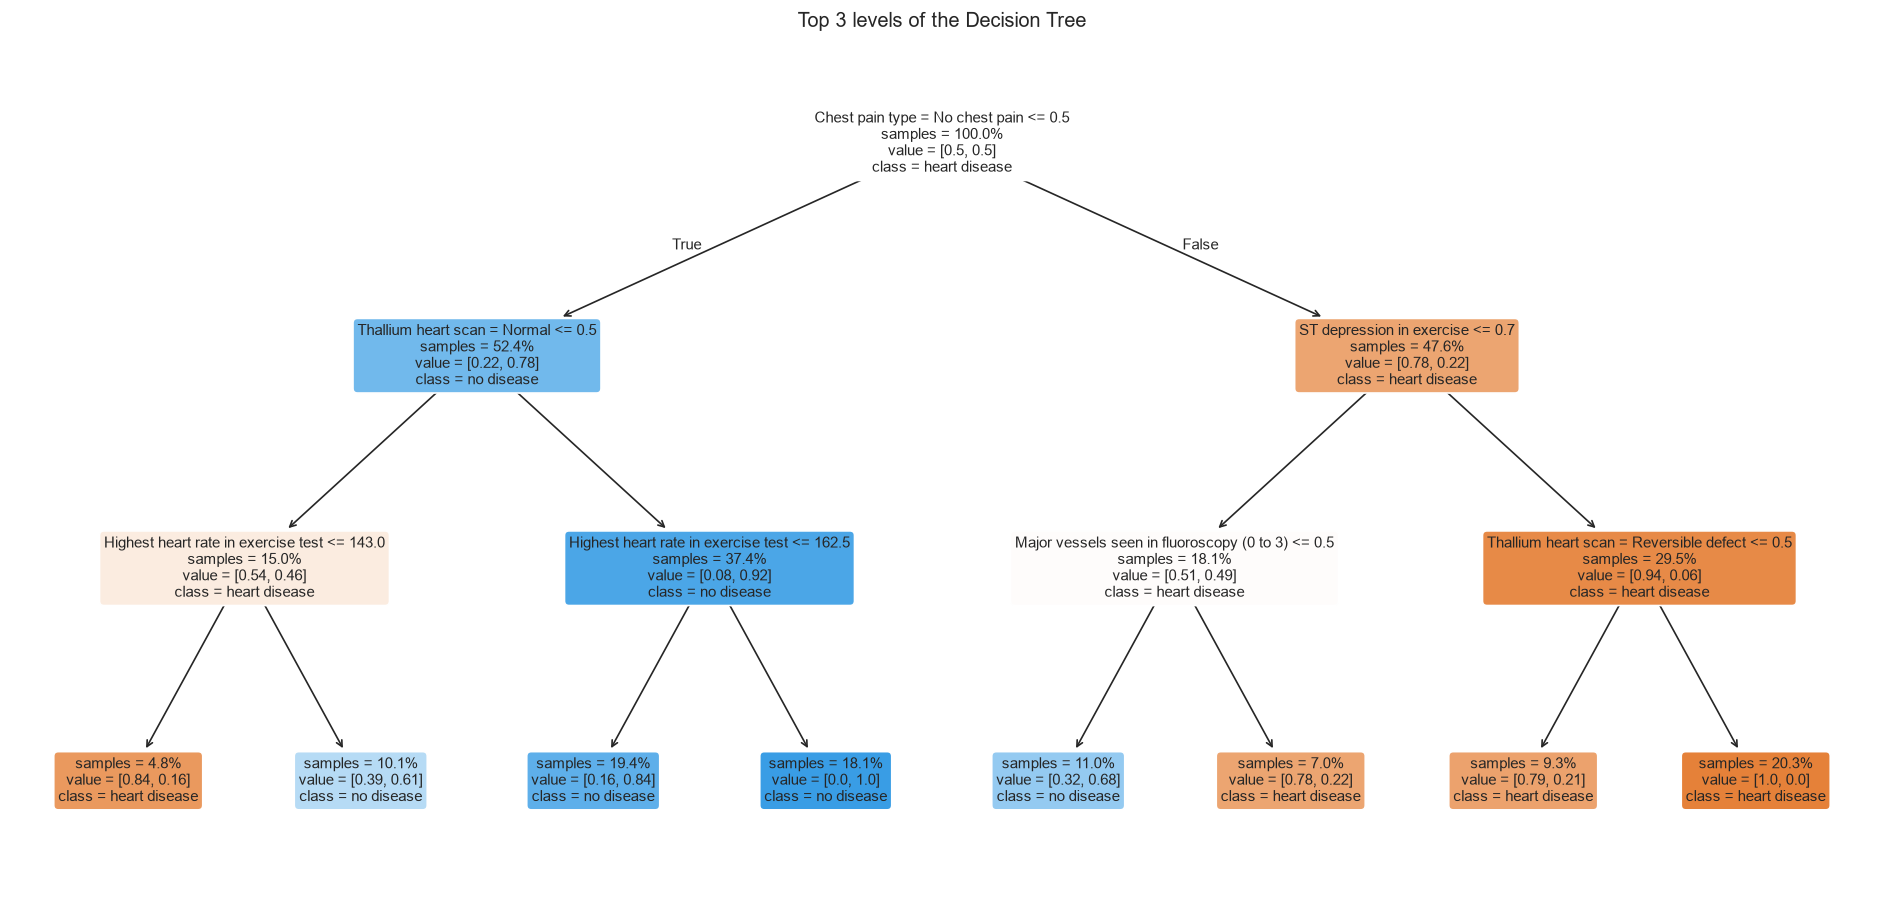 Top 3 levels of the Decision Tree
Chest pain type = No chest pain <= 0.5
samples = 100.0%
value = [0.5, 0.5]
class = heart disease
True
False
Thallium heart scan = Normal <= 0.5
samples = 52.4%
value = [0.22, 0.78]
class = no disease
ST depression in exercise <= 0.7
samples = 47.6%
value = [0.78, 0.22]
class = heart disease
Highest heart rate in exercise test <= 143.0
samples = 15.0%
value = [0.54, 0.46]
class = heart disease
Highest heart rate in exercise test <= 162.5
samples = 37.4%
value = [0.08, 0.92]
class = no disease
Major vessels seen in fluoroscopy (0 to 3) <= 0.5
samples = 18.1%
value = [0.51, 0.49]
class = heart disease
Thallium heart scan = Reversible defect <= 0.5
samples = 29.5%
value = [0.94, 0.06]
class = heart disease
samples = 4.8%
value = [0.84, 0.16]
class = heart disease
samples = 10.1%
value = [0.39, 0.61]
class = no disease
samples = 19.4%
value = [0.16, 0.84]
class = no disease
samples = 18.1%
value = [0.0, 1.0]
class = no disease
samples = 11.0%
value = [0.32, 0.68]
class = no disease
samples = 7.0%
value = [0.78, 0.22]
class = heart disease
samples = 9.3%
value = [0.79, 0.21]
class = heart disease
samples = 20.3%
value = [1.0, 0.0]
class = heart disease